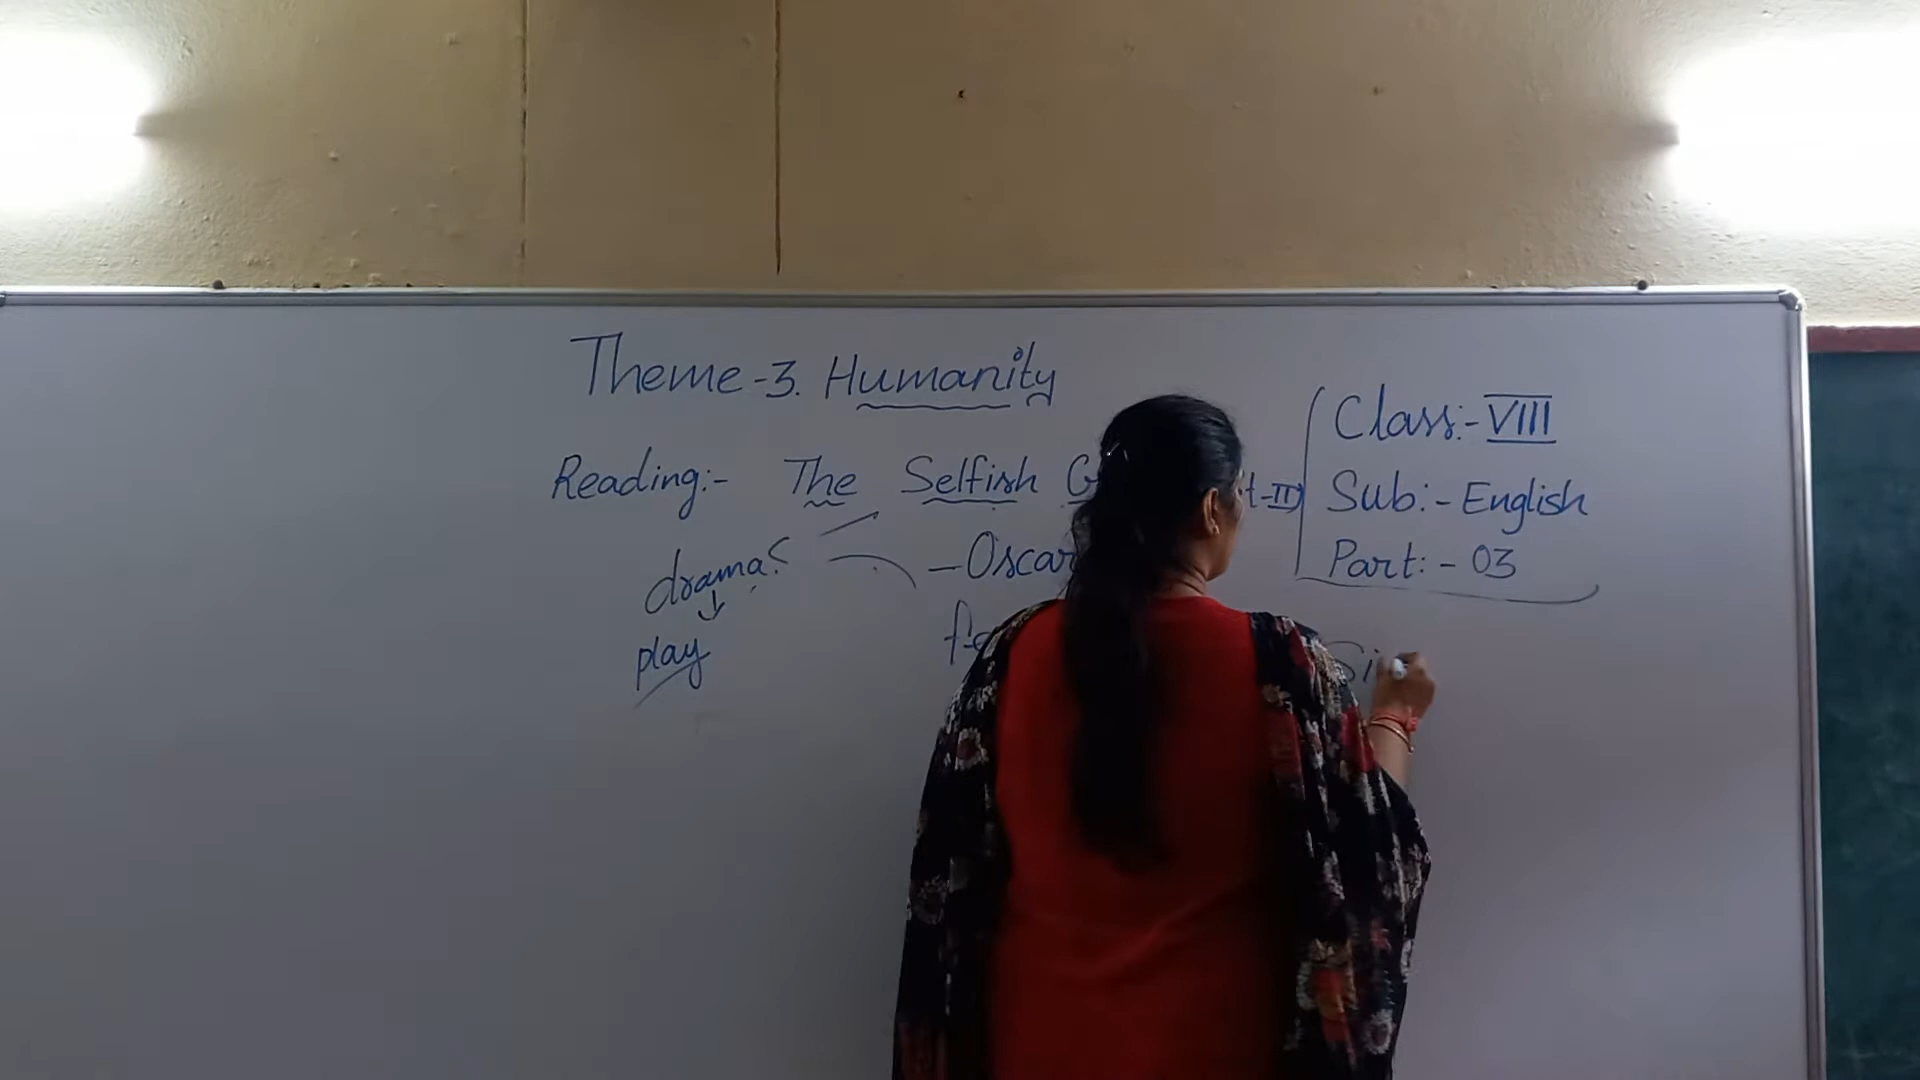 Theme-3. Humanity
Reading:- The Selfish
-Oscar
drama
play
Class:- VIII
Sub:- English
Part:- 03